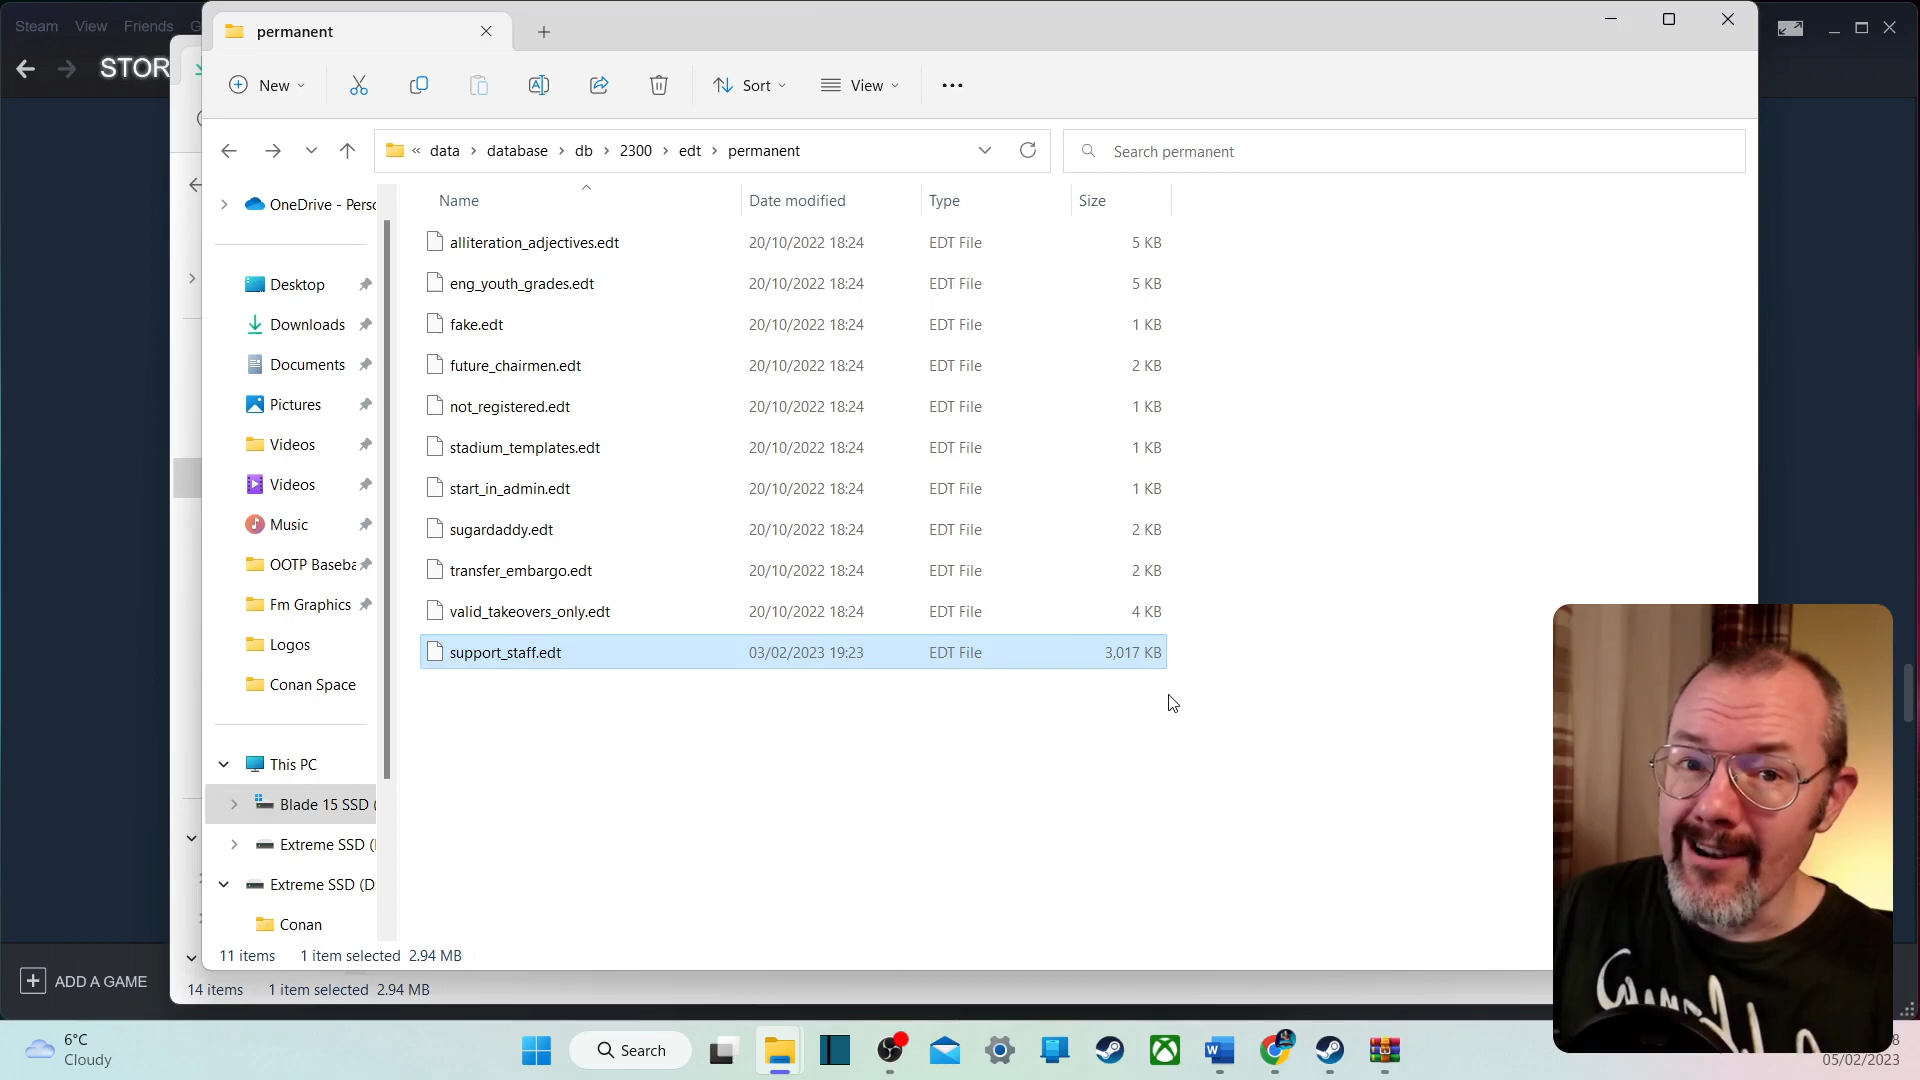 Steam View Friends G
STOR
permanent
New
Sort
View
data
database
db
2300
edt
permanent
Search permanent
Name
Date modified
Type
Size
alliteration_adjectives.edt 20/10/2022 18:24 EDT File 5 KB
eng_youth_grades.edt 20/10/2022 18:24 EDT File 5 KB
fake.edt 20/10/2022 18:24 EDT File 1 KB
future_chairmen.edt 20/10/2022 18:24 EDT File 2 KB
not_registered.edt 20/10/2022 18:24 EDT File 1 KB
stadium_templates.edt 20/10/2022 18:24 EDT File 1 KB
start_in_admin.edt 20/10/2022 18:24 EDT File 1 KB
sugardaddy.edt 20/10/2022 18:24 EDT File 2 KB
transfer_embargo.edt 20/10/2022 18:24 EDT File 2 KB
valid_takeovers_only.edt 20/10/2022 18:24 EDT File 4 KB
support_staff.edt 03/02/2023 19:23 EDT File 3,017 KB
OneDrive - Perso
Desktop
Downloads
Documents
Pictures
Videos
Videos
Music
OOTP Baseba
Fm Graphics
Logos
Conan Space
This PC
Blade 15 SSD (
Extreme SSD (
Extreme SSD (D
Conan
11 items 1 item selected 2.94 MB
14 items 1 item selected 2.94 MB
ADD A GAME
6°C
Cloudy
Search
8
05/02/2023